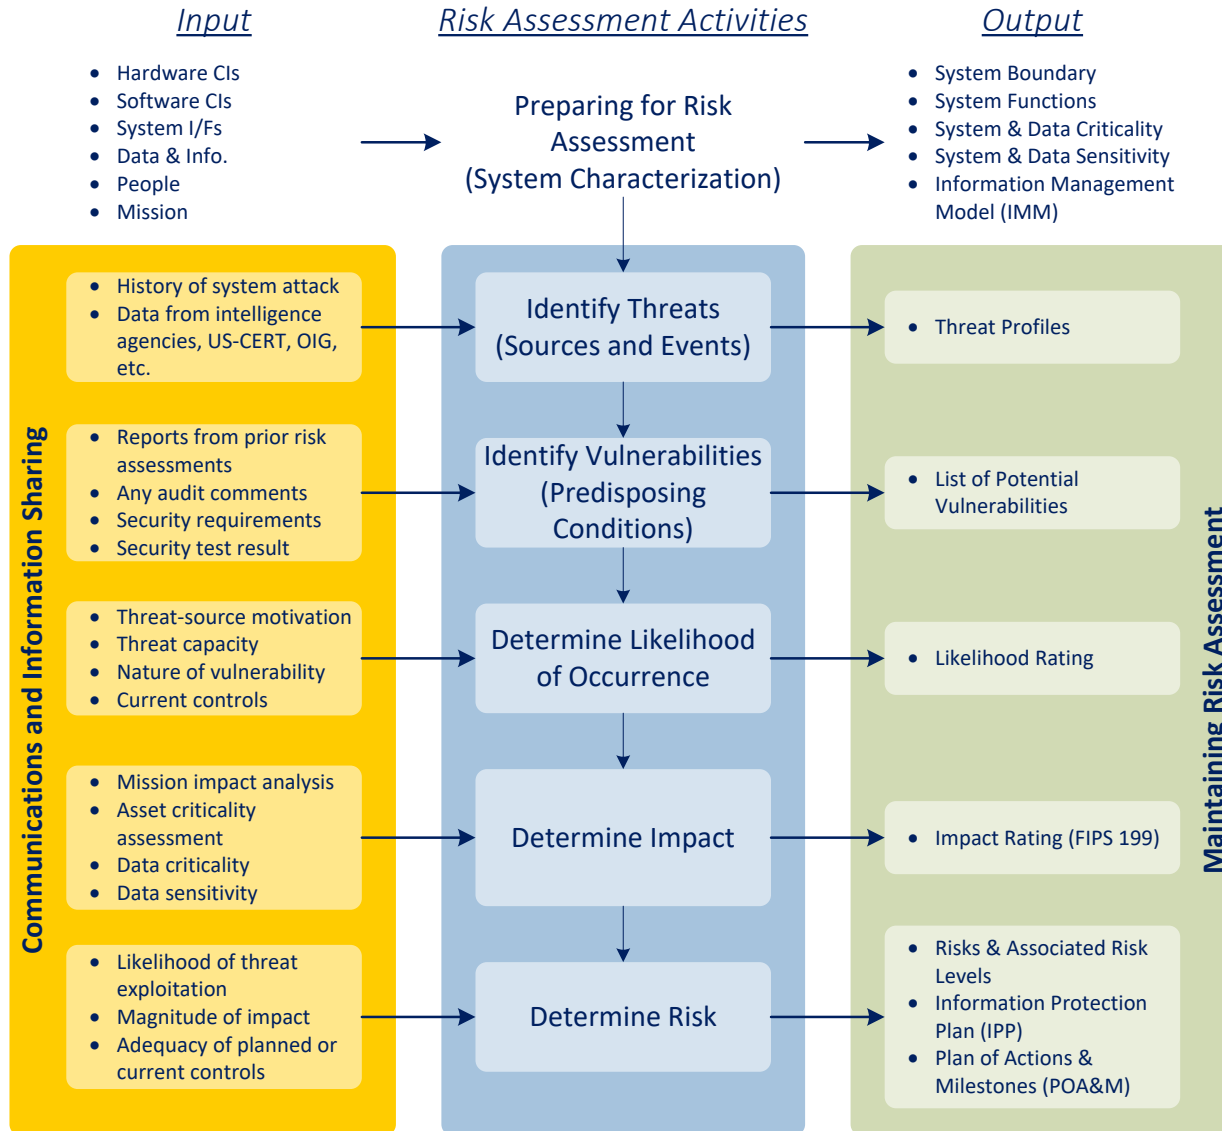 Input
Risk Assessment Activities
Output
• Hardware CIs
• Software CIs
• System I/Fs
• Data & Info.
• People
• Mission
Preparing for Risk
Assessment
(System Characterization)
• System Boundary
• System Functions
• System & Data Criticality
• System & Data Sensitivity
• Information Management
Model (IMM)
Communications and Information Sharing
• History of system attack
• Data from intelligence
agencies, US-CERT, OIG,
etc.
Identify Threats
(Sources and Events)
• Threat Profiles
• Reports from prior risk
assessments
• Any audit comments
• Security requirements
• Security test result
Identify Vulnerabilities
(Predisposing
Conditions)
• List of Potential
Vulnerabilities
• Threat-source motivation
• Threat capacity
• Nature of vulnerability
• Current controls
Determine Likelihood
of Occurrence
• Likelihood Rating
• Mission impact analysis
• Asset criticality
assessment
• Data criticality
• Data sensitivity
Determine Impact
• Impact Rating (FIPS 199)
• Likelihood of threat
exploitation
• Magnitude of impact
• Adequacy of planned or
current controls
Determine Risk
• Risks & Associated Risk
Levels
• Information Protection
Plan (IPP)
• Plan of Actions &
Milestones (POA&M)
Maintaining Risk Assessment